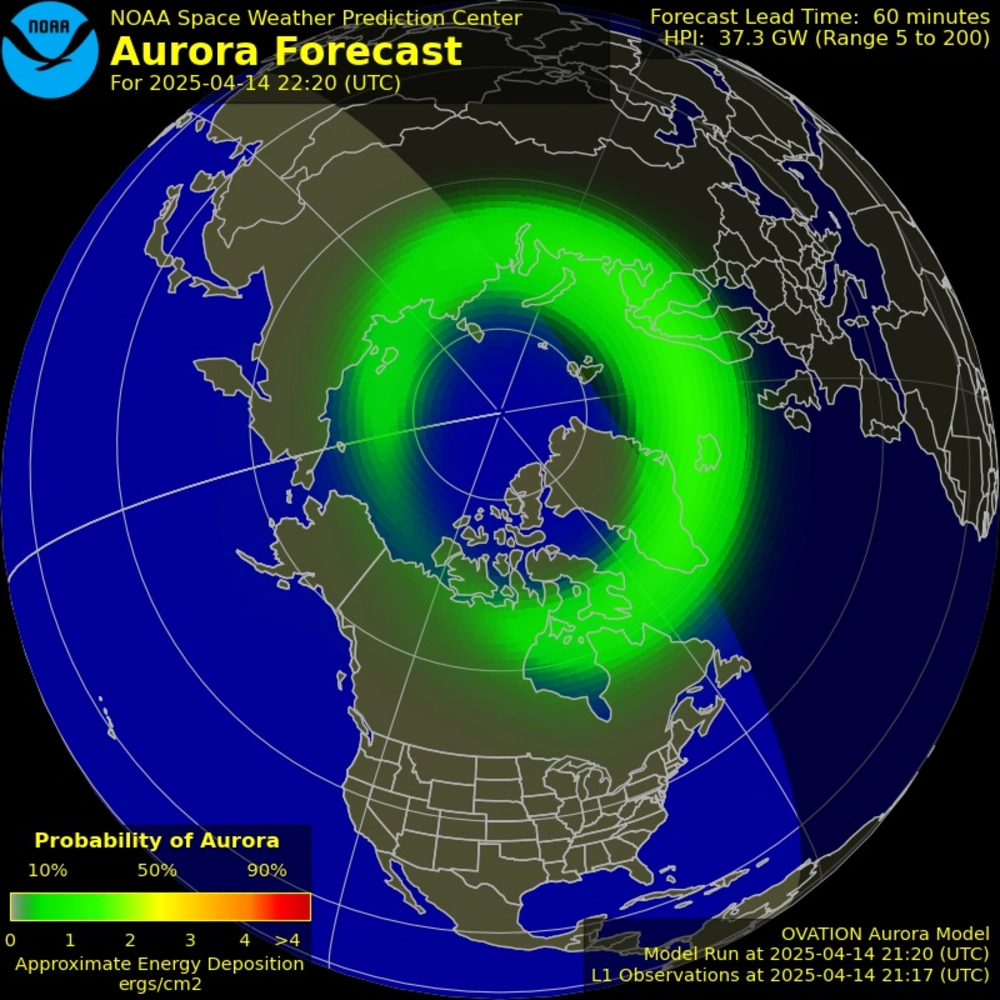 NOAA
NOAA Space Weather Prediction Center
Aurora Forecast
For 2025-04-14 22:20 (UTC)
Forecast Lead Time: 60 minutes
HPI: 37.3 GW (Range 5 to 200)
Probability of Aurora
10% 50% 90%
0 1 2 3 4 >4
Approximate Energy Deposition
ergs/cm2
OVATION Aurora Model
Model Run at 2025-04-14 21:20 (UTC)
L1 Observations at 2025-04-14 21:17 (UTC)